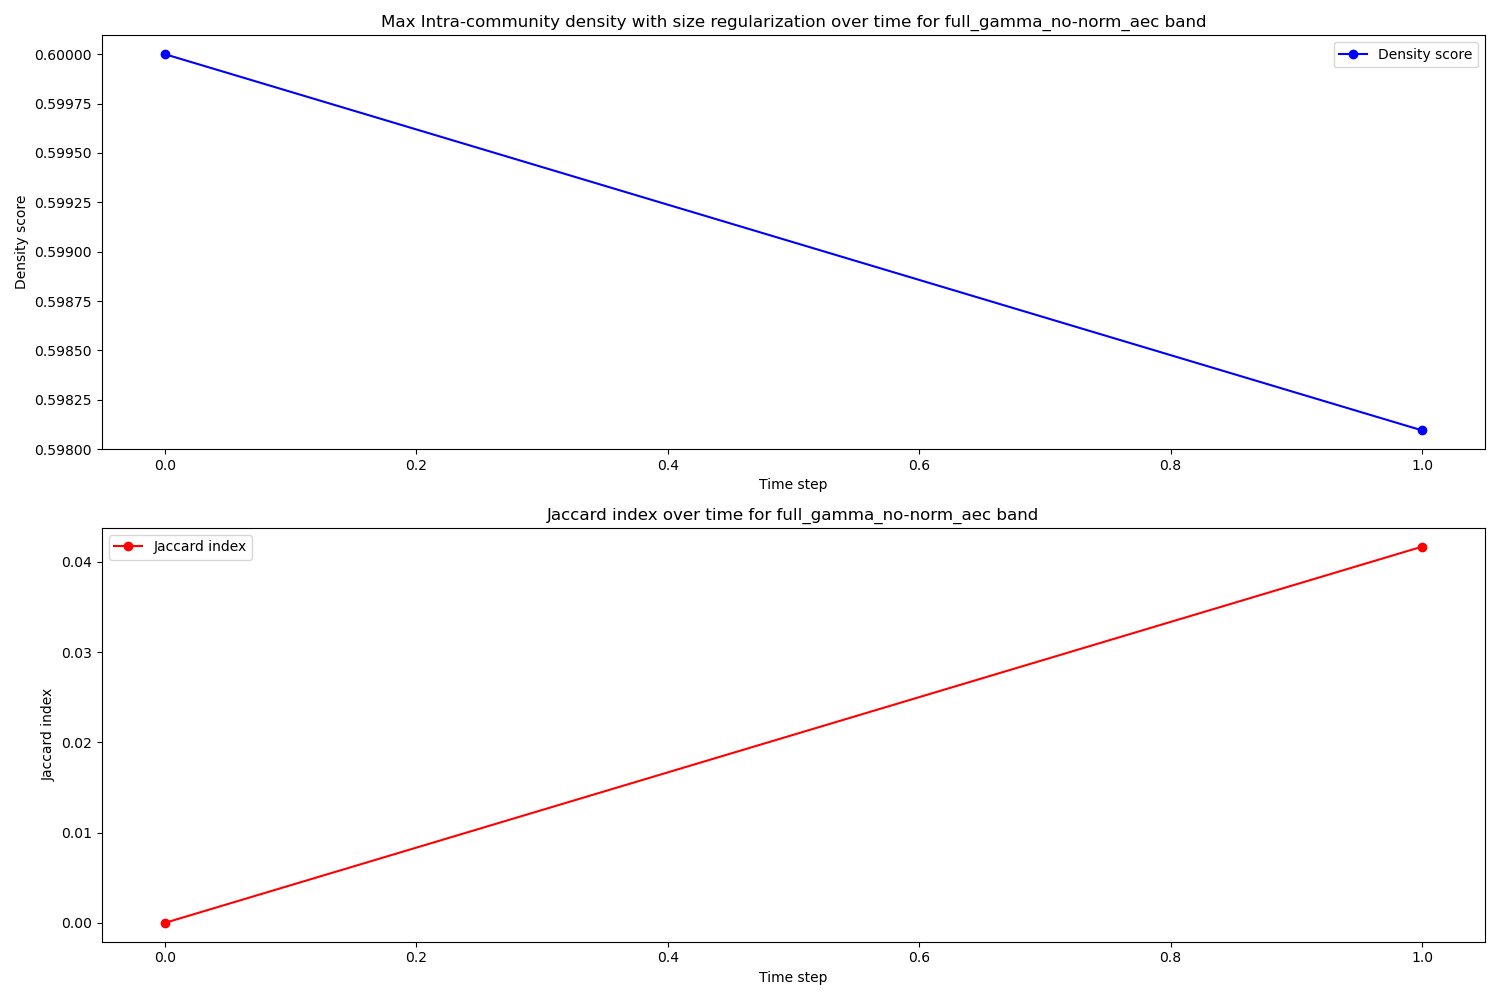 Max Intra-community density with size regularization over time for full_gamma_no-norm_aec band
Density score
0.60000
0.59975
0.59950
0.59925
0.59900
0.59875
0.59850
0.59825
0.59800
Density score
0.0 0.2 0.4 0.6 0.8 1.0
Time step
Jaccard index over time for full_gamma_no-norm_aec band
Jaccard index
0.04
0.03
0.02
0.01
0.00
Jaccard index
0.0 0.2 0.4 0.6 0.8 1.0
Time step